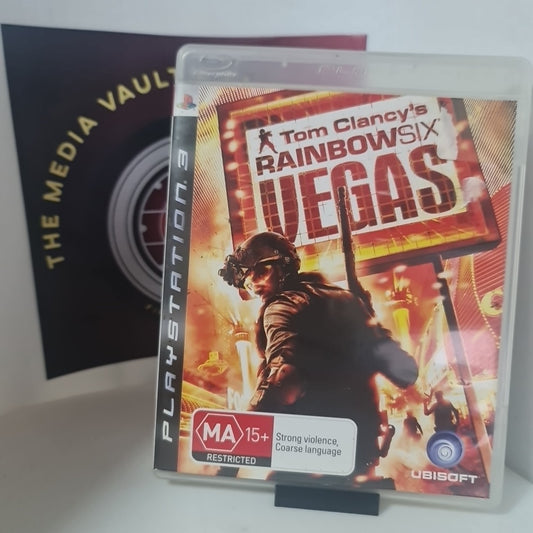 THE MEDIA VAULT
PLAYSTATION 3
Tom Clancy's
RAINBOWSIX
VEGAS
MA 15+
RESTRICTED
Strong violence,
Coarse language
UBISOFT